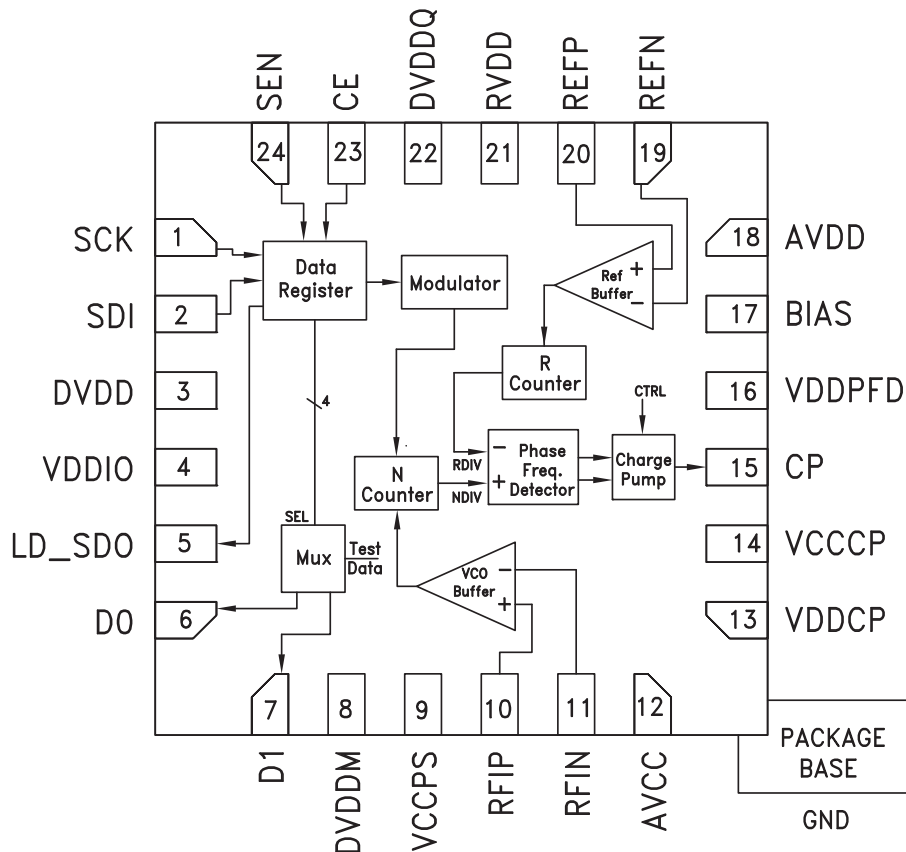 SEN
CE
DVDDQ
RVDD
REFP
REFN
24
23
22
21
20
19
SCK
1
18
AVDD
Data
Register
Modulator
Ref
Buffer
+
−
SDI
2
17
BIAS
R
Counter
DVDD
3
4
CTRL
16
VDDPFD
VDDIO
4
N
Counter
RDIV
NDIV
−
+
Phase
Freq.
Detector
Charge
Pump
15
CP
LD_SDO
5
SEL
Mux
Test
Data
VCO
Buffer
−
+
14
VCCCP
D0
6
13
VDDCP
7
8
9
10
11
12
D1
DVDDM
VCCPS
RFIP
RFIN
AVCC
PACKAGE
BASE
GND